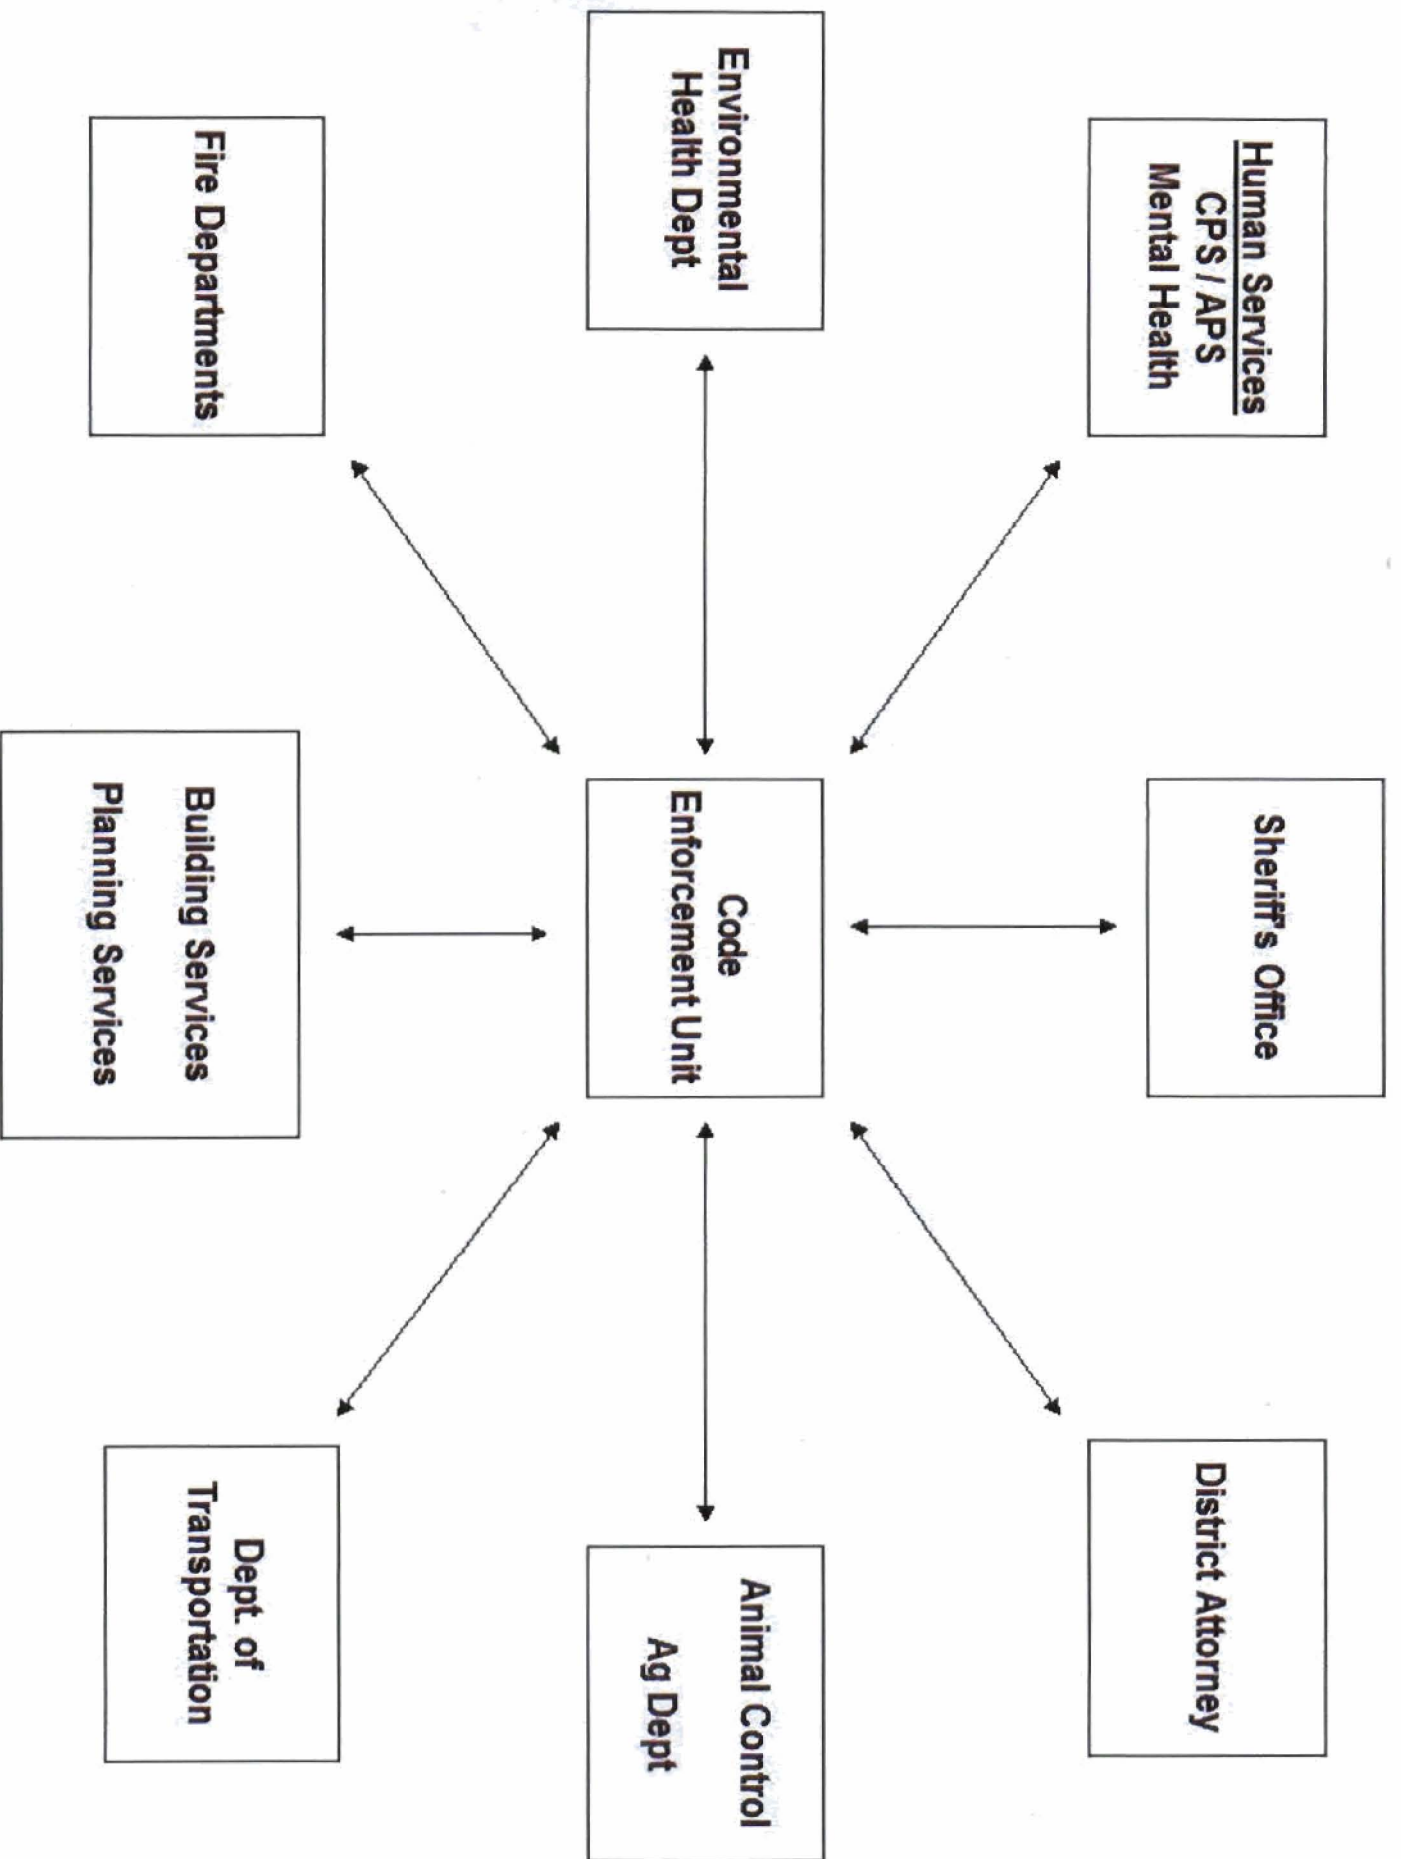 Human Services
CPS / APS
Mental Health
Sheriff's Office
District Attorney
Environmental
Health Dept
Code
Enforcement Unit
Animal Control
Ag Dept
Fire Departments
Building Services
Planning Services
Dept. of
Transportation